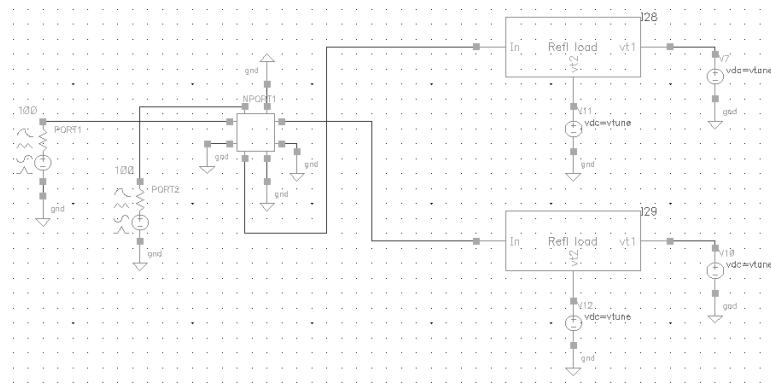 J28
In Refl load vt1
vt2
V7
vdc=vtune
gnd
V11
vdc=vtune
gnd
gnd
NPORT1
100
PORT1
gnd
gnd
gnd
gnd
100
PORT2
gnd
J29
In Refl load vt1
vt2
V10
vdc=vtune
gnd
V12
vdc=vtune
gnd